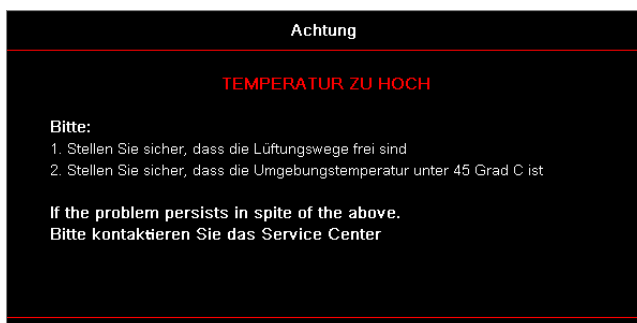 Achtung
TEMPERATUR ZU HOCH
Bitte:
1. Stellen Sie sicher, dass die Lüftungswege frei sind
2. Stellen Sie sicher, dass die Umgebungstemperatur unter 45 Grad C ist
If the problem persists in spite of the above.
Bitte kontaktieren Sie das Service Center